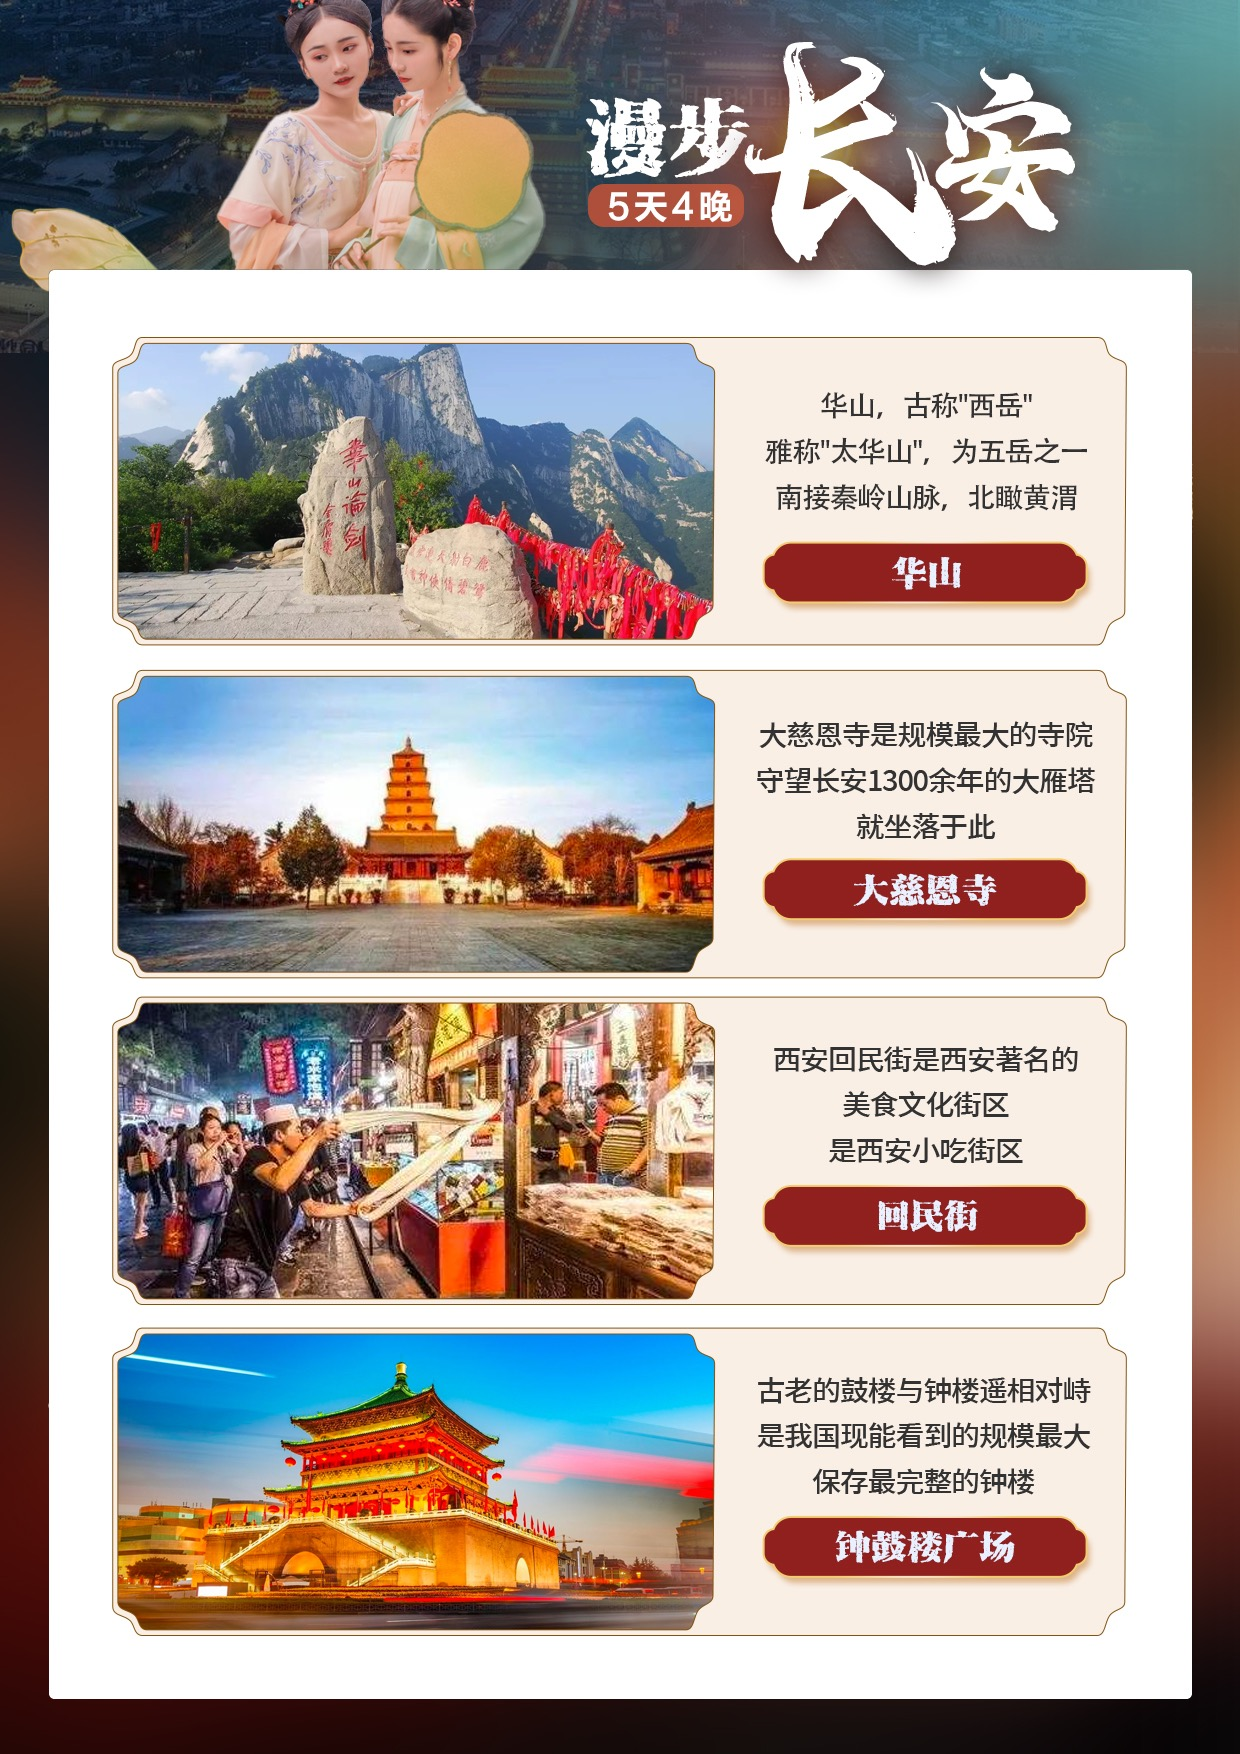 漫步长安
5天4晚
華山論劍
金庸題
华山，古称"西岳"
雅称"太华山"，为五岳之一
南接秦岭山脉，北瞰黄渭
华山
大慈恩寺是规模最大的寺院
守望长安1300余年的大雁塔
就坐落于此
大慈恩寺
西安回民街是西安著名的
美食文化街区
是西安小吃街区
回民街
古老的鼓楼与钟楼遥相对峙
是我国现能看到的规模最大
保存最完整的钟楼
钟鼓楼广场